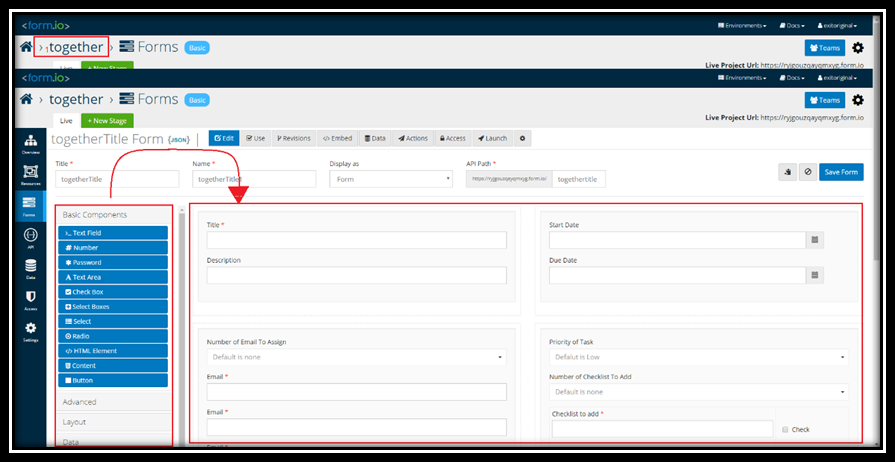 <form.io>
Environments Docs exitoriginal
› together › Forms Basic
Teams
Live + New Stage
Live Project Url: https://ryjgouzqayqmxyg.form.io
<form.io>
Environments Docs exitoriginal
› together › Forms Basic
Teams
Live + New Stage
Live Project Url: https://ryjgouzqayqmxyg.form.io
Overview
Resources
Forms
API
Data
Access
Settings
togetherTitle Form {JSON} | Edit Use Revisions </> Embed Data Actions Access Launch
Title * Name * Display as API Path *
togetherTitle togetherTitle Form https://ryjgouzqayqmxyg.form.io/ togethertitle
Save Form
Basic Components
>_ Text Field
# Number
* Password
A Text Area
Check Box
Select Boxes
Select
Radio
</> HTML Element
Content
Button
Advanced
Layout
Data
Title *
Description
Start Date
Due Date
Number of Email To Assign
Default is none
Email *
Email *
Email *
Priority of Task
Defalut is Low
Number of Checklist To Add
Default is none
Checklist to add *
Check